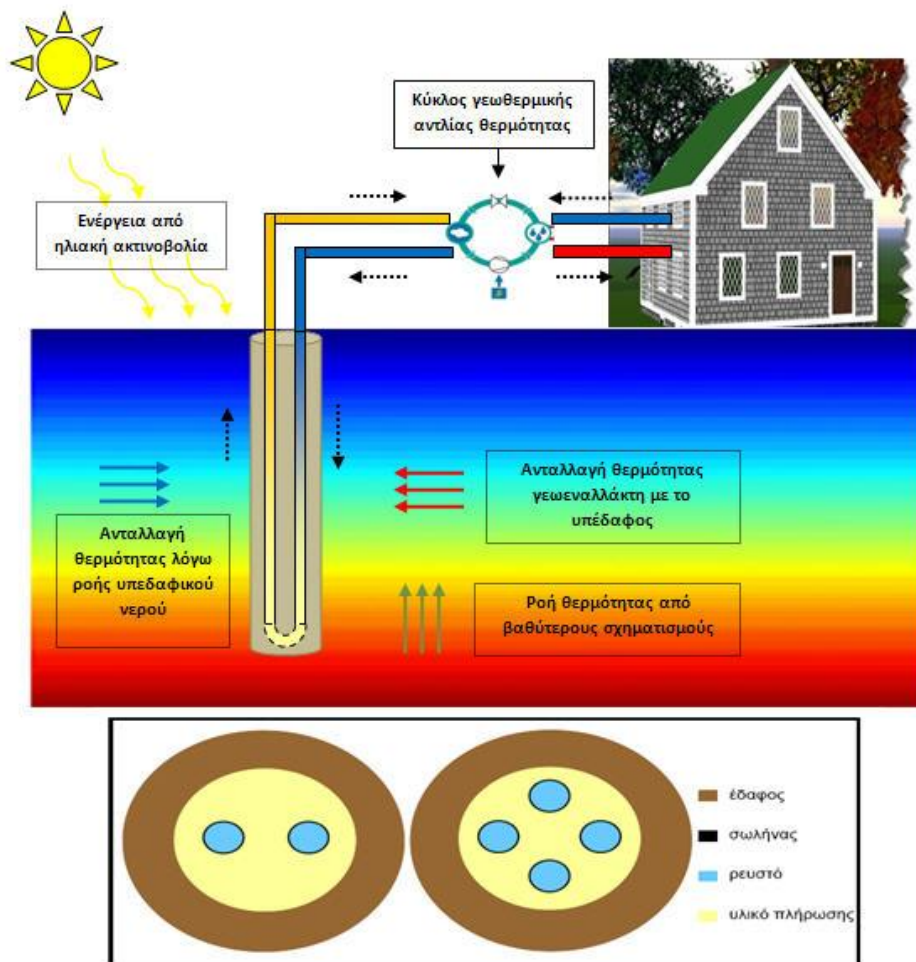 Κύκλος γεωθερμικής
αντλίας θερμότητας
Ενέργεια από
ηλιακή ακτινοβολία
Ανταλλαγή θερμότητας
γεωεναλλάκτη με το
υπέδαφος
Ανταλλαγή
θερμότητας λόγω
ροής υπεδαφικού
νερού
Ροή θερμότητας από
βαθύτερους σχηματισμούς
έδαφος
σωλήνας
ρευστό
υλικό πλήρωσης